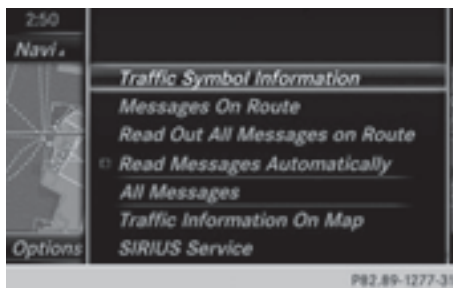 2:50
Navi
Traffic Symbol Information
Messages On Route
Read Out All Messages on Route
Read Messages Automatically
All Messages
Traffic Information On Map
Options
SIRIUS Service
P82.89-1277-31